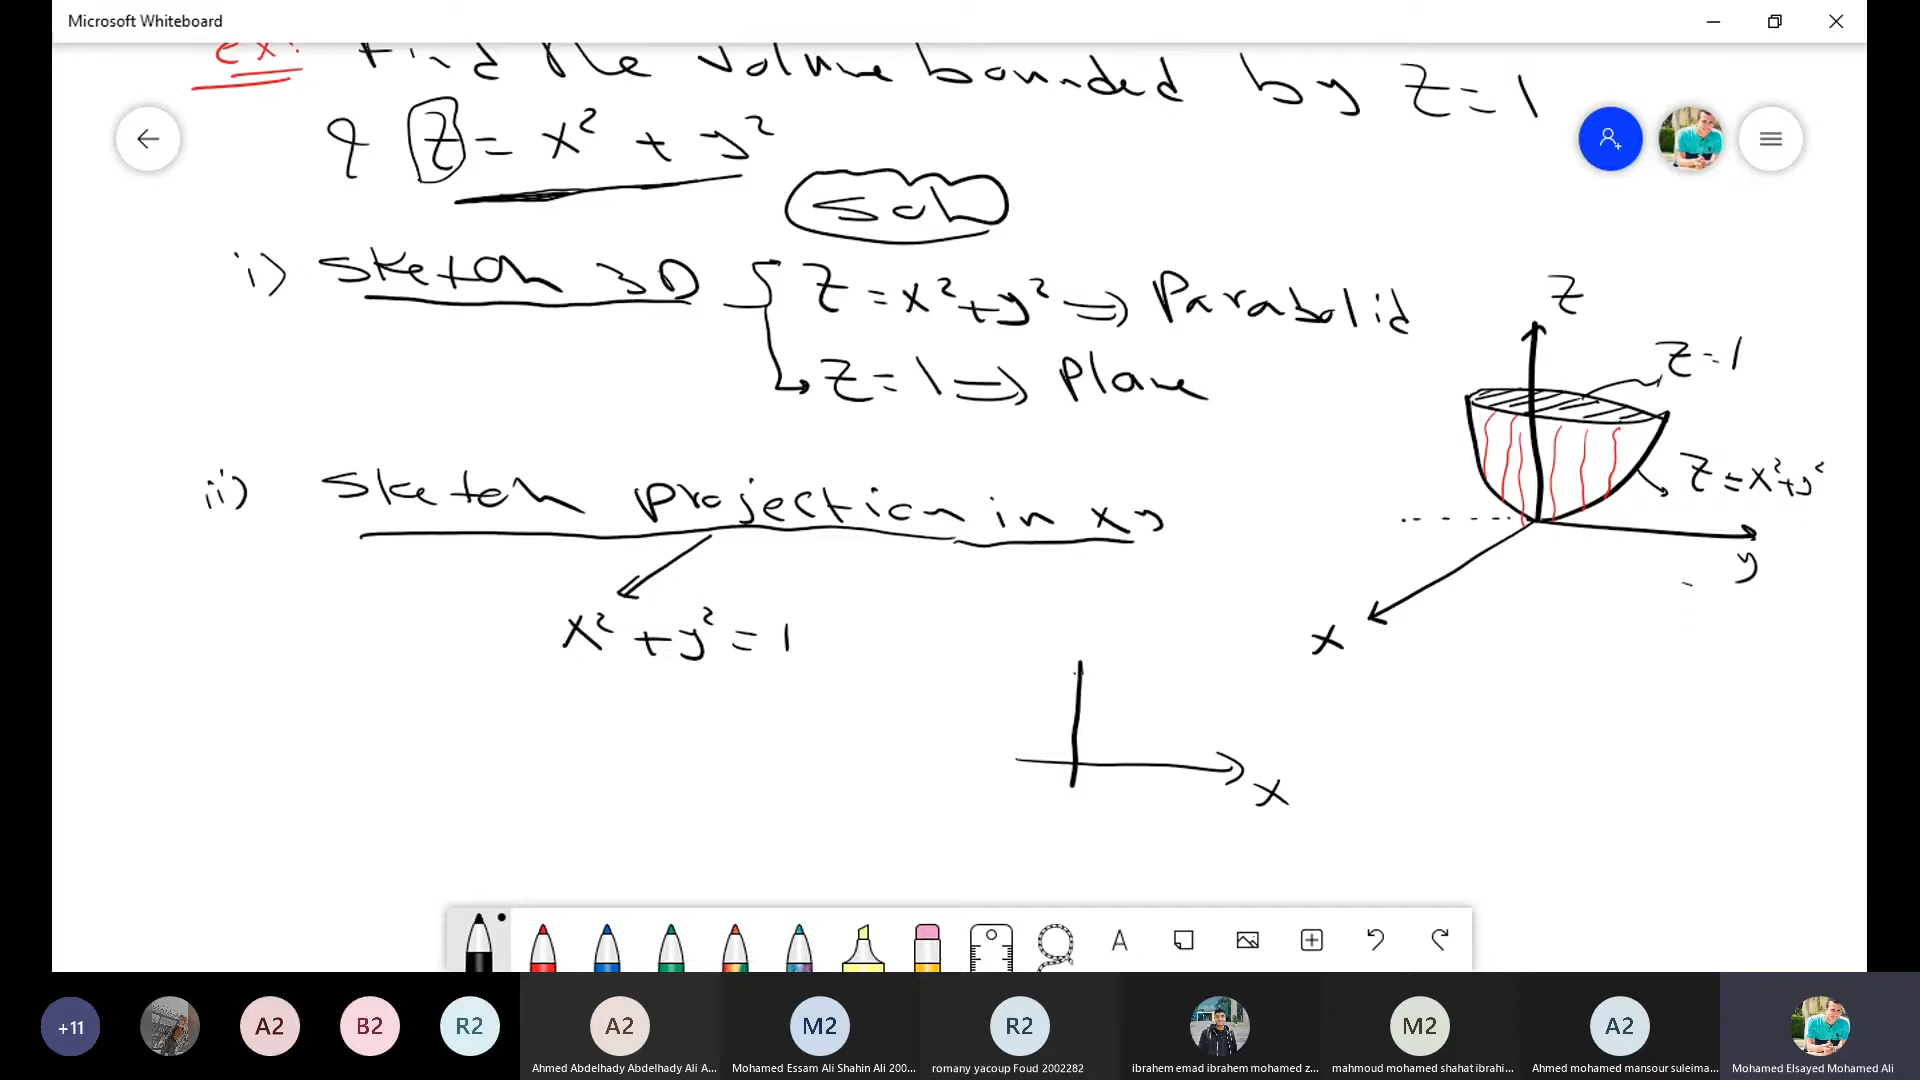 Microsoft Whiteboard
ex: Find the volume bounded by z=1
& z = x² + y²
Soln
i) Sketch 3D { z = x²+y² ⇒ Parabolid
z = 1 ⇒ Plane
z
z=1
z=x²+y²
y
x
ii) Sketch projection in xy
x² + y² = 1
x
A
+11
A2
B2
R2
A2
M2
R2
M2
A2
Ahmed Abdelhady Abdelhady Ali A...
Mohamed Essam Ali Shahin Ali 200...
romany yacoup Foud 2002282
ibrahem emad ibrahem mohamed z...
mahmoud mohamed shahat ibrahi...
Ahmed mohamed mansour suleima...
Mohamed Elsayed Mohamed Ali